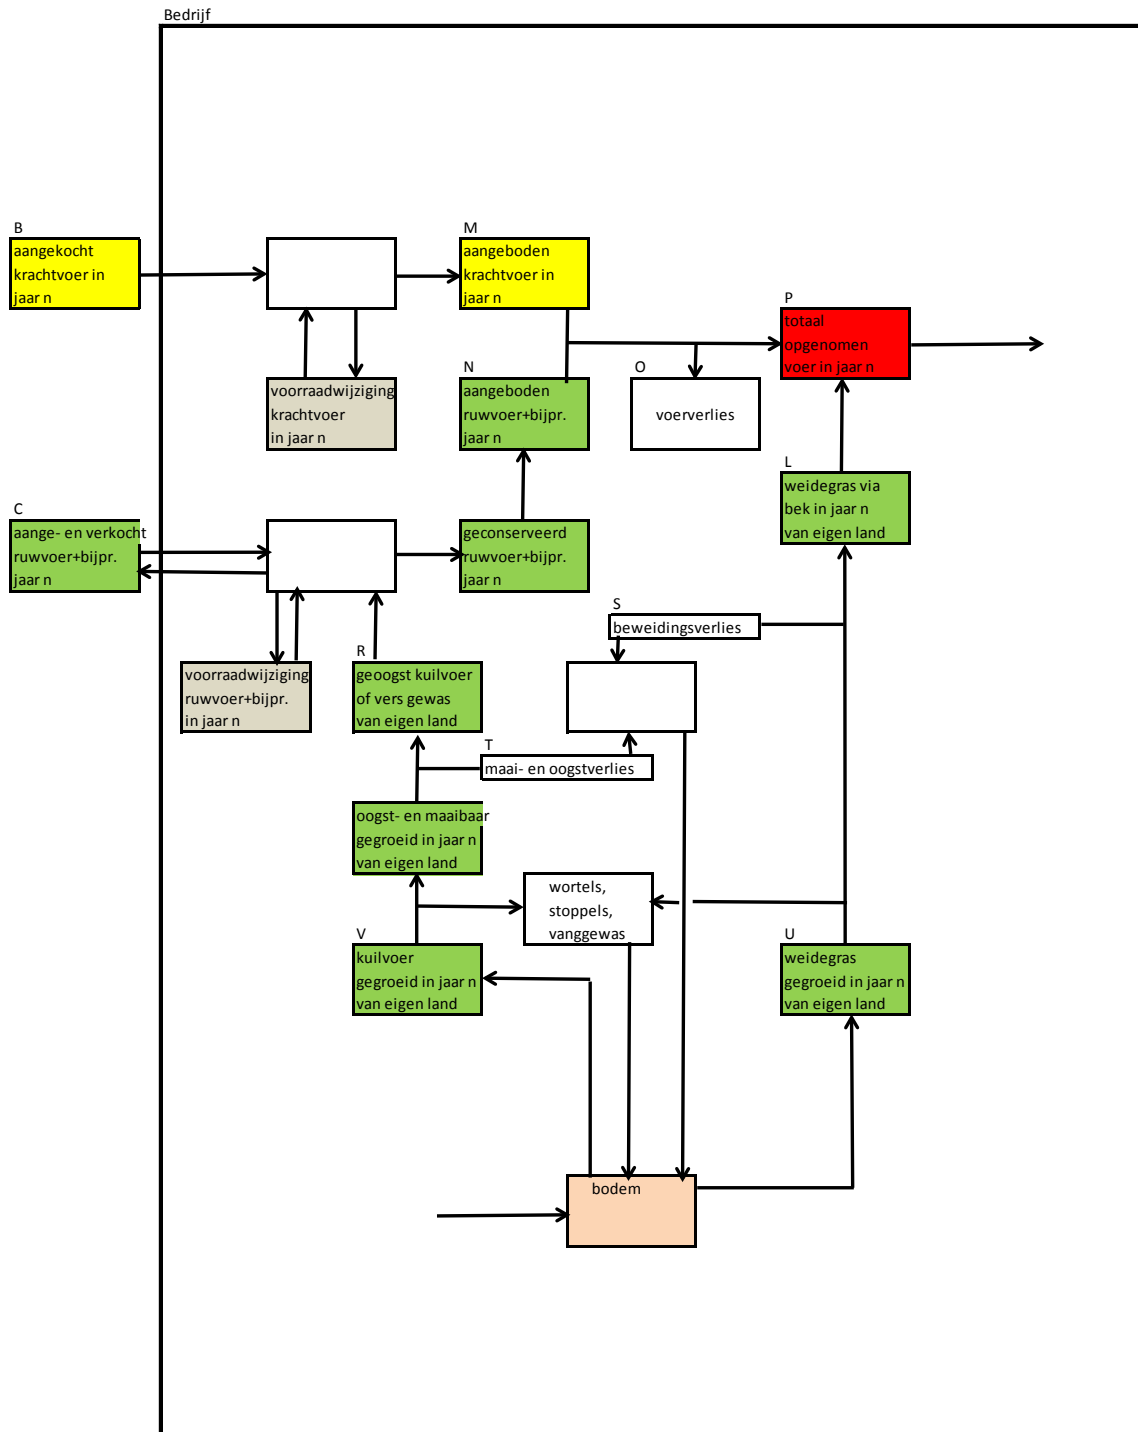 Bedrijf
B
aangekocht
krachtvoer in
jaar n
M
aangeboden
krachtvoer in
jaar n
P
totaal
opgenomen
voer in jaar n
voorraadwijziging
krachtvoer
in jaar n
N
aangeboden
ruwvoer+bijpr.
jaar n
O
voerverlies
L
weidegras via
bek in jaar n
van eigen land
C
aange- en verkocht
ruwvoer+bijpr.
jaar n
geconserveerd
ruwvoer+bijpr.
jaar n
S
beweidingsverlies
voorraadwijziging
ruwvoer+bijpr.
in jaar n
R
geoogst kuilvoer
of vers gewas
van eigen land
T
maai- en oogstverlies
oogst- en maaibaar
gegroeid in jaar n
van eigen land
wortels,
stoppels,
vanggewas
V
kuilvoer
gegroeid in jaar n
van eigen land
U
weidegras
gegroeid in jaar n
van eigen land
bodem